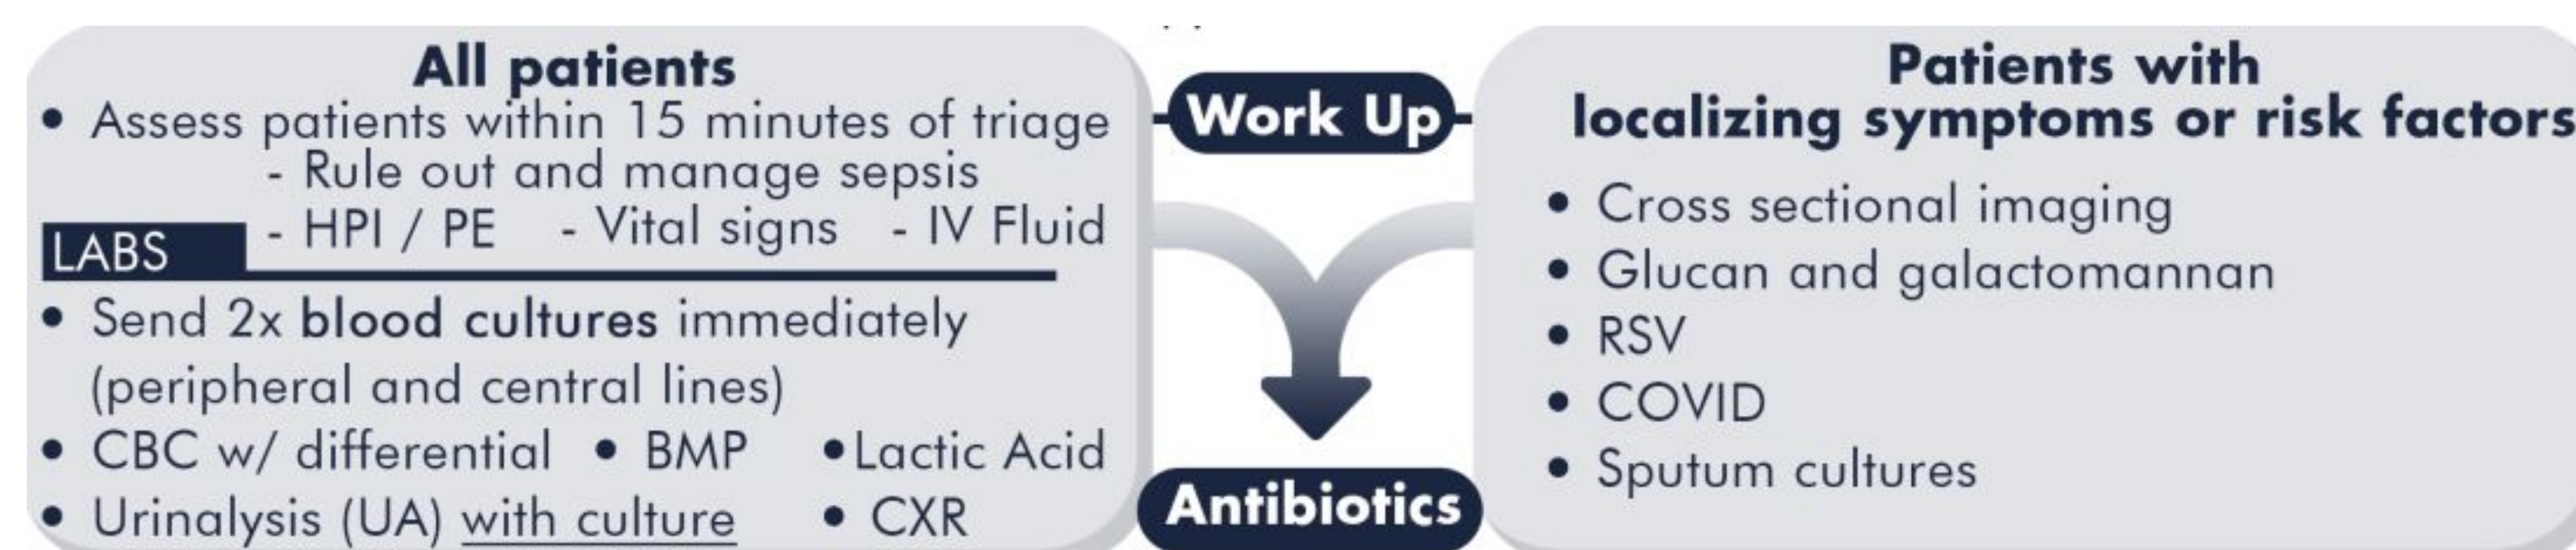 All patients
• Assess patients within 15 minutes of triage
- Rule out and manage sepsis
- HPI / PE - Vital signs - IV Fluid
LABS
• Send 2x blood cultures immediately
(peripheral and central lines)
• CBC w/ differential • BMP • Lactic Acid
• Urinalysis (UA) with culture • CXR
Work Up
Antibiotics
Patients with
localizing symptoms or risk factors
• Cross sectional imaging
• Glucan and galactomannan
• RSV
• COVID
• Sputum cultures